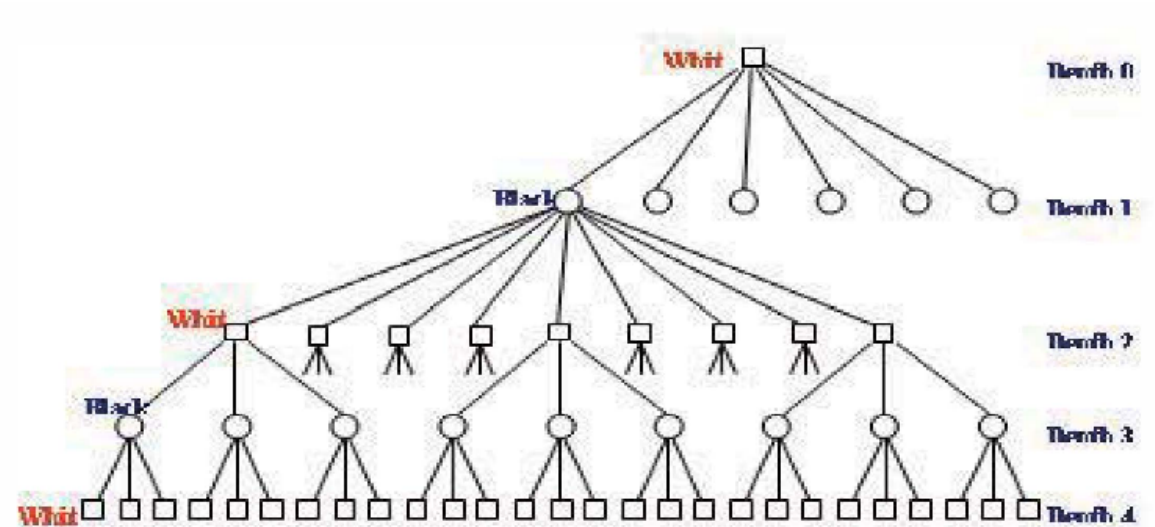 Whit
Depth 0
Black
Depth 1
Whit
Depth 2
Black
Depth 3
Whit
Depth 4